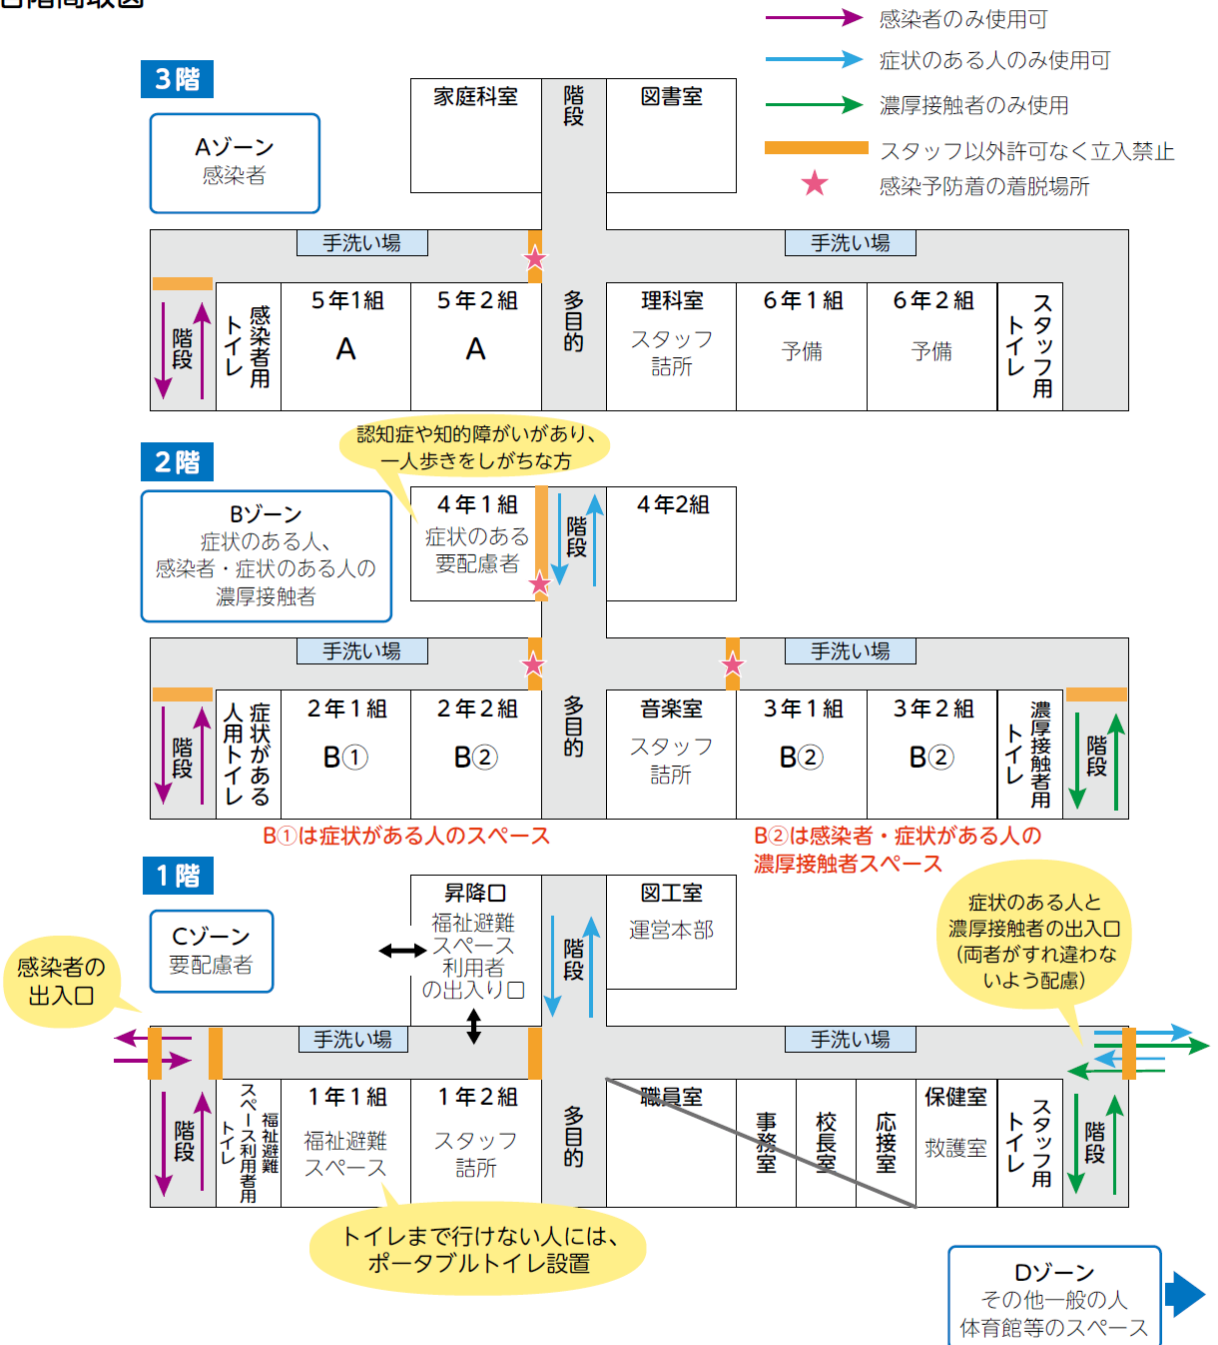 各階間取図
感染者のみ使用可
症状のある人のみ使用可
濃厚接触者のみ使用
スタッフ以外許可なく立入禁止
感染予防着の着脱場所
3階
Aゾーン
感染者
家庭科室
階段
図書室
手洗い場
手洗い場
階段
感染者用
トイレ
5年1組
A
5年2組
A
多目的
理科室
スタッフ
詰所
6年1組
予備
6年2組
予備
スタッフ用
トイレ
認知症や知的障がいがあり、
一人歩きをしがちな方
2階
Bゾーン
症状のある人、
感染者・症状のある人の
濃厚接触者
4年1組
症状のある
要配慮者
階段
4年2組
手洗い場
手洗い場
階段
症状がある
人用トイレ
2年1組
B①
2年2組
B②
多目的
音楽室
スタッフ
詰所
3年1組
B②
3年2組
B②
濃厚接触者用
トイレ
階段
B①は症状がある人のスペース
B②は感染者・症状がある人の
濃厚接触者スペース
1階
Cゾーン
要配慮者
感染者の
出入口
昇降口
福祉避難
スペース
利用者
の出入り口
階段
図工室
運営本部
症状のある人と
濃厚接触者の出入口
(両者がすれ違わな
いよう配慮)
手洗い場
手洗い場
階段
福祉避難
スペース利用者用
トイレ
1年1組
福祉避難
スペース
1年2組
スタッフ
詰所
多目的
職員室
事務室
校長室
応接室
保健室
救護室
スタッフ用
トイレ
階段
トイレまで行けない人には、
ポータブルトイレ設置
Dゾーン
その他一般の人
体育館等のスペース